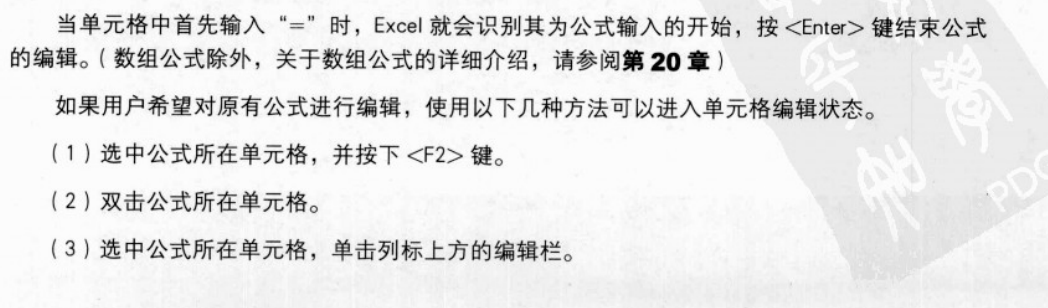 当单元格中首先输入“=”时，Excel 就会识别其为公式输入的开始，按 <Enter> 键结束公式
的编辑。（数组公式除外，关于数组公式的详细介绍，请参阅第 20 章）
如果用户希望对原有公式进行编辑，使用以下几种方法可以进入单元格编辑状态。
（1）选中公式所在单元格，并按下 <F2> 键。
（2）双击公式所在单元格。
（3）选中公式所在单元格，单击列标上方的编辑栏。